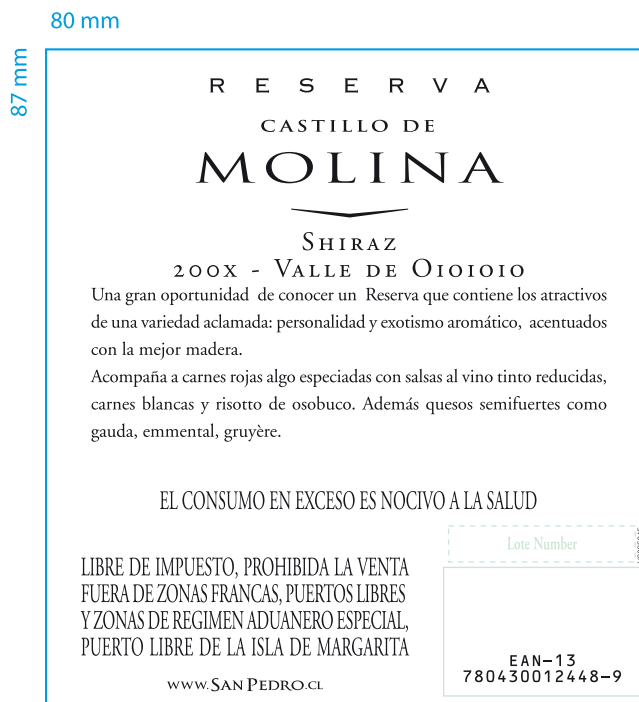 80 mm
87 mm
RESERVA
CASTILLO DE
MOLINA
SHIRAZ
200X - VALLE DE OIOIOIO
Una gran oportunidad de conocer un Reserva que contiene los atractivos
de una variedad aclamada: personalidad y exotismo aromático, acentuados
con la mejor madera.
Acompaña a carnes rojas algo especiadas con salsas al vino tinto reducidas,
carnes blancas y risotto de osobuco. Además quesos semifuertes como
gauda, emmental, gruyère.
EL CONSUMO EN EXCESO ES NOCIVO A LA SALUD
Lote Number
LIBRE DE IMPUESTO, PROHIBIDA LA VENTA
FUERA DE ZONAS FRANCAS, PUERTOS LIBRES
Y ZONAS DE REGIMEN ADUANERO ESPECIAL,
PUERTO LIBRE DE LA ISLA DE MARGARITA
EAN-13
780430012448-9
WWW.SAN PEDRO.CL